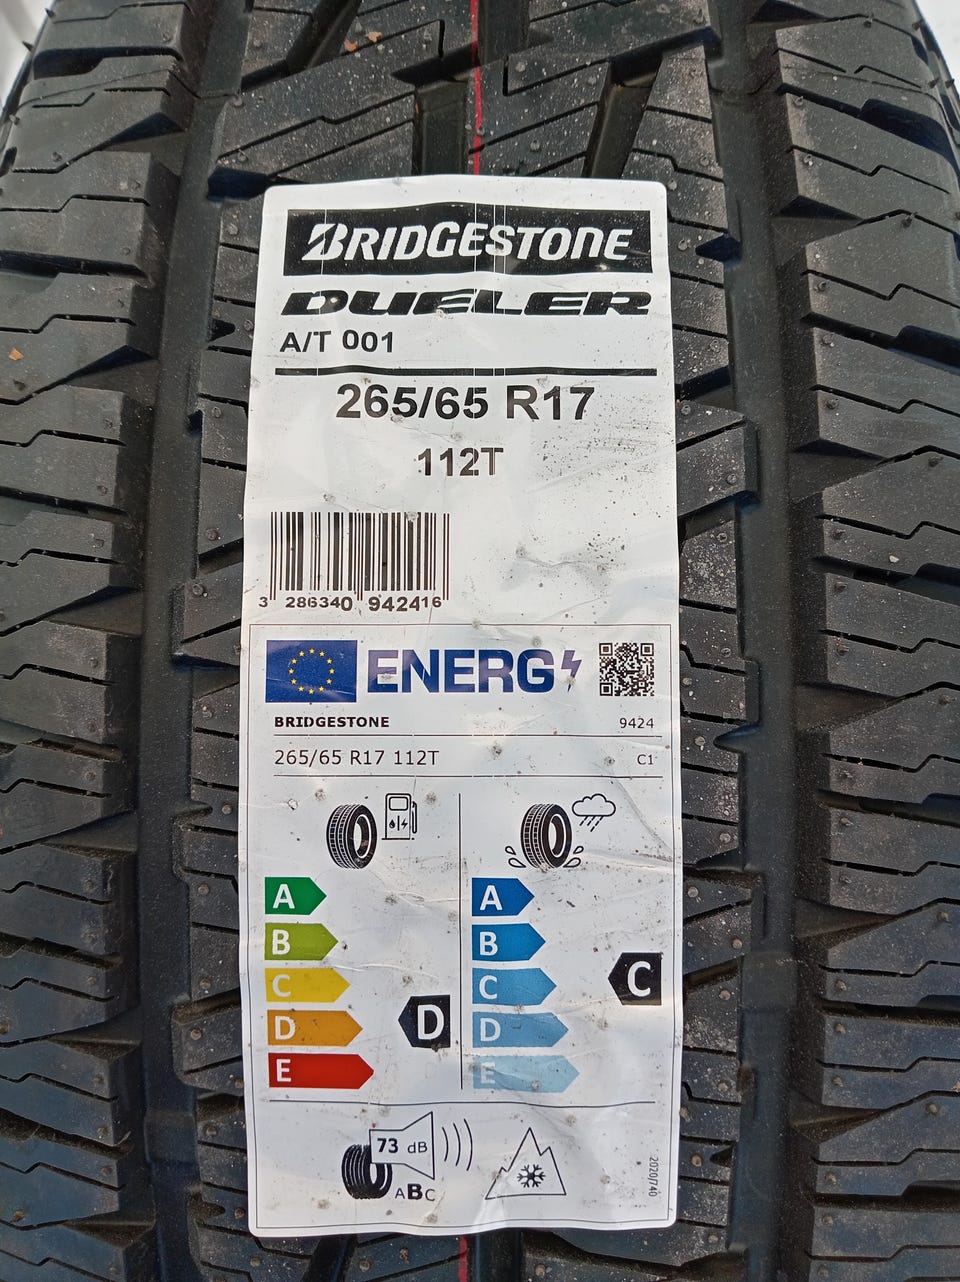 BRIDGESTONE
DUELER
A/T 001
265/65 R17
112T
3 286340 942416
ENERG
BRIDGESTONE 9424
265/65 R17 112T C1
A A
B B
C C C
D D D
E E
73 dB
ABC
2020/740